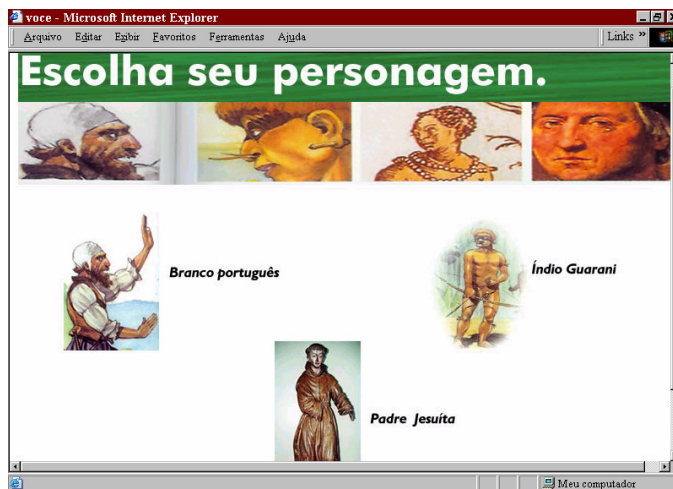 voce - Microsoft Internet Explorer
Arquivo Editar Exibir Favoritos Ferramentas Ajuda Links »
Escolha seu personagem.
Branco português
Índio Guarani
Padre Jesuíta
Meu computador